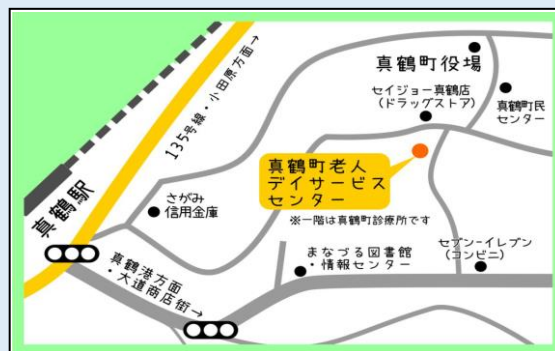 真鶴町役場
セイジョー真鶴店
(ドラッグストア)
真鶴町民
センター
135号線・小田原方面→
真鶴町老人
デイサービス
センター
※一階は真鶴町診療所です
さがみ
信用金庫
真鶴駅
真鶴港方面
・大道商店街→
まなづる図書館
・情報センター
セブン-イレブン
(コンビニ)